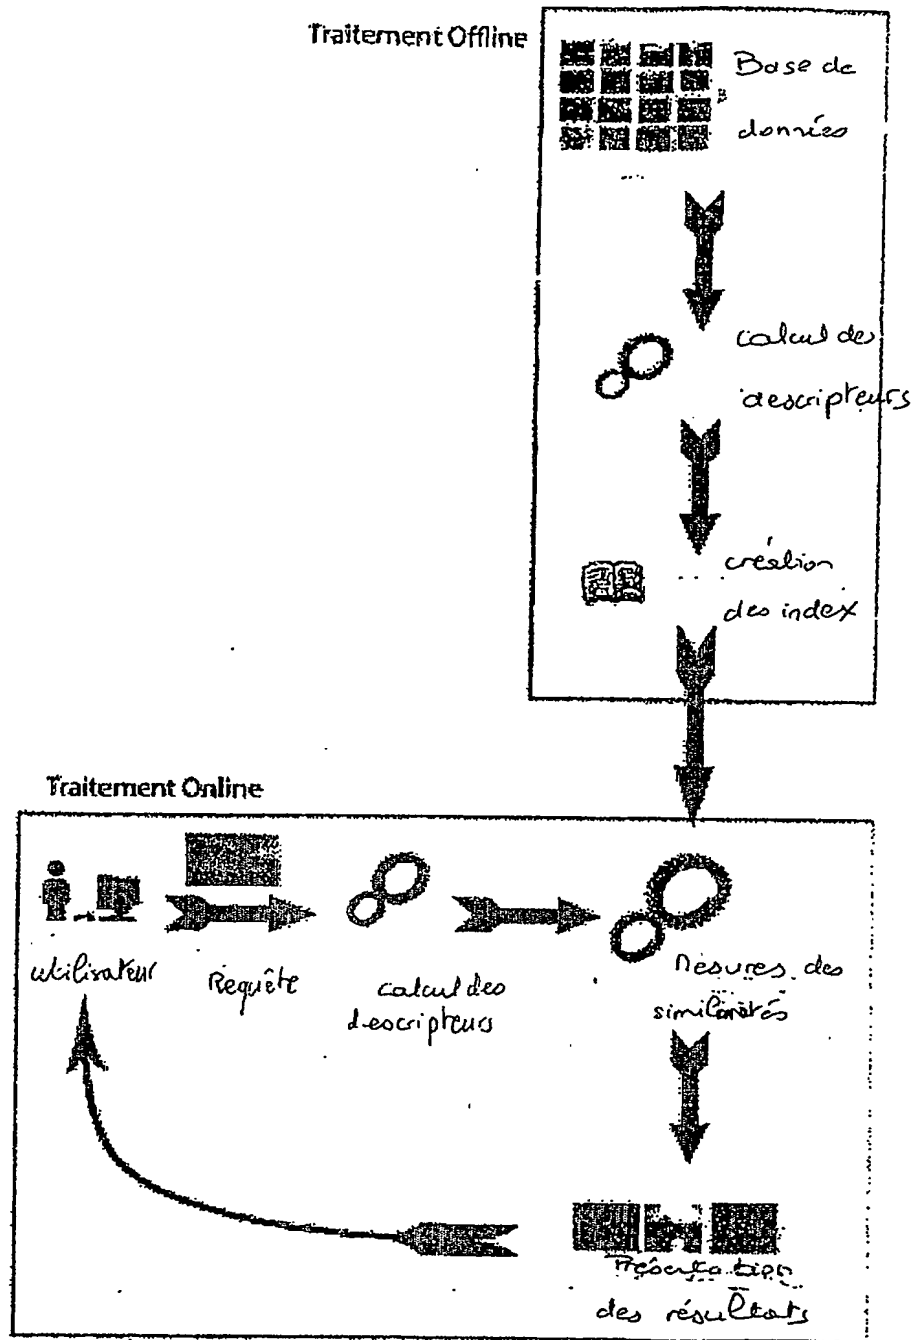 Traitement Offline
Base de
données
calcul des
descripteurs
création
des index
Traitement Online
utilisateur
Requête
calcul des
descripteurs
Mesures des
similarités
Présentation
des résultats